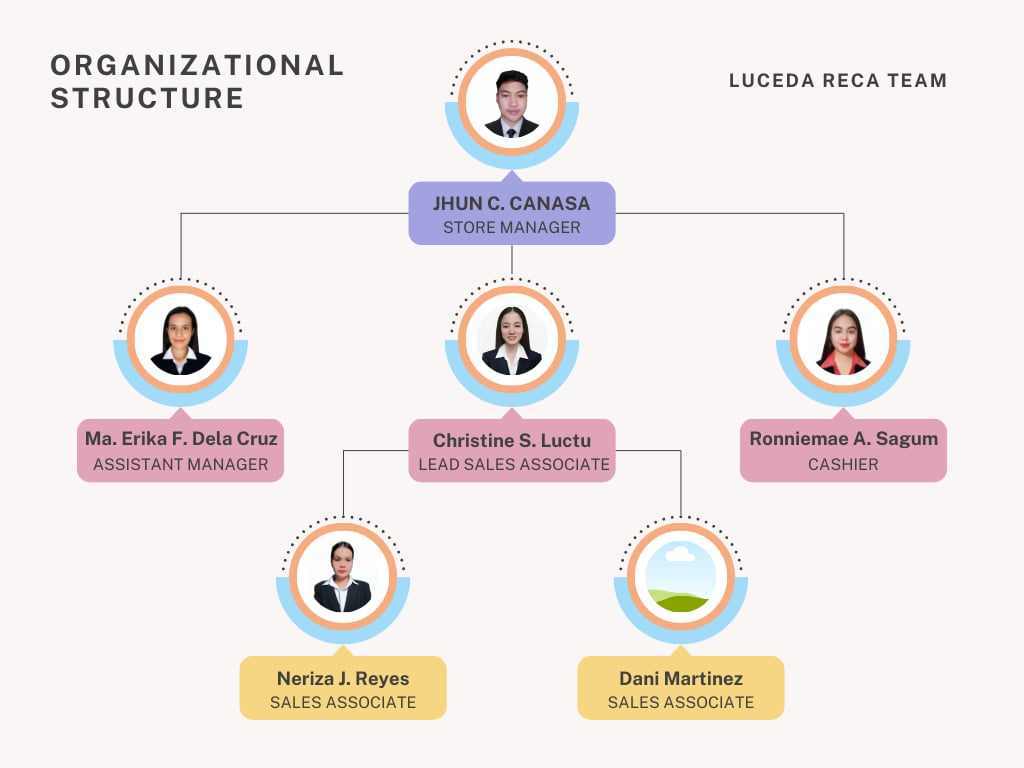 ORGANIZATIONAL
STRUCTURE
LUCEDA RECA TEAM
JHUN C. CANASA
STORE MANAGER
Ma. Erika F. Dela Cruz
ASSISTANT MANAGER
Christine S. Luctu
LEAD SALES ASSOCIATE
Ronniemae A. Sagum
CASHIER
Neriza J. Reyes
SALES ASSOCIATE
Dani Martinez
SALES ASSOCIATE